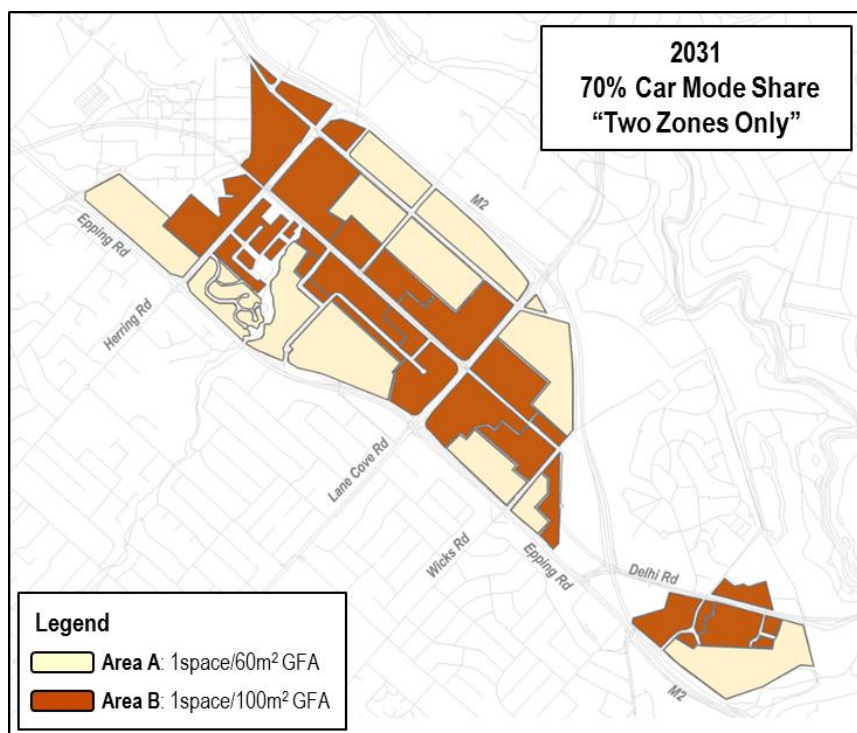 2031
70% Car Mode Share
“Two Zones Only”
M2
Epping Rd
Herring Rd
Lane Cove Rd
Wicks Rd
Epping Rd
Delhi Rd
M2
Legend
Area A: 1space/60m² GFA
Area B: 1space/100m² GFA